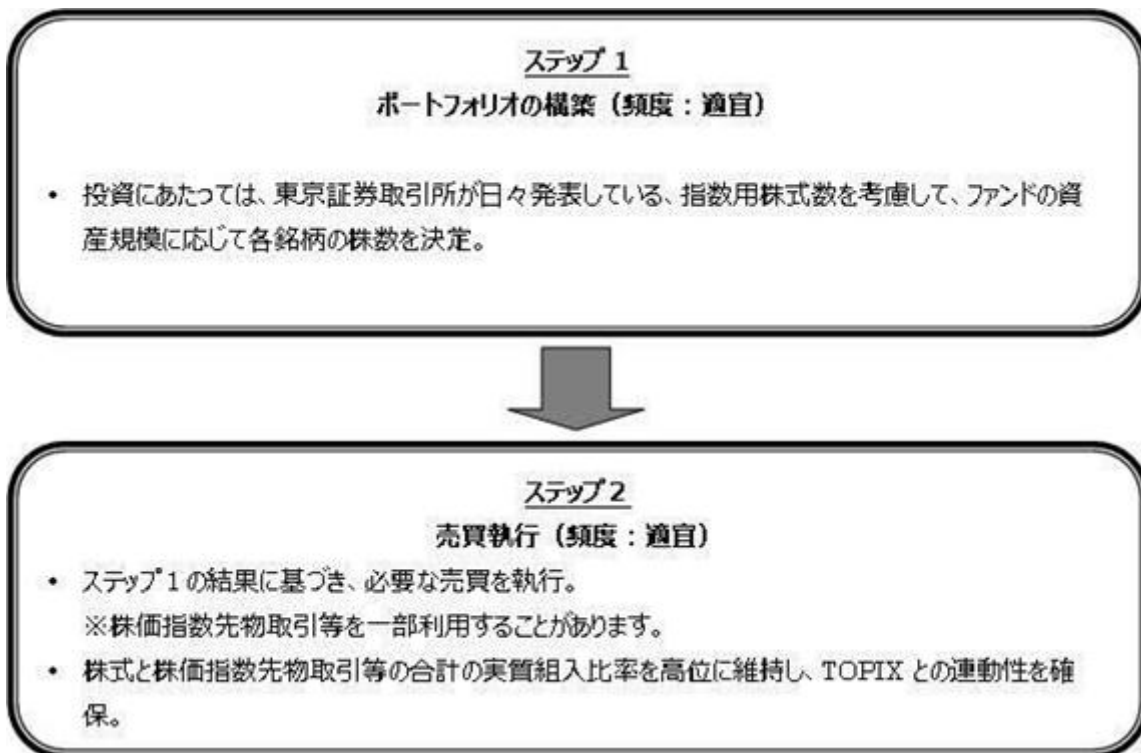 ステップ 1
ポートフォリオの構築（頻度：適宜）
• 投資にあたっては、東京証券取引所が日々発表している、指数用株式数を考慮して、ファンドの資
産規模に応じて各銘柄の株数を決定。
ステップ 2
売買執行（頻度：適宜）
• ステップ 1 の結果に基づき、必要な売買を執行。
※株価指数先物取引等を一部利用することがあります。
• 株式と株価指数先物取引等の合計の実質組入比率を高位に維持し、TOPIX との連動性を確
保。